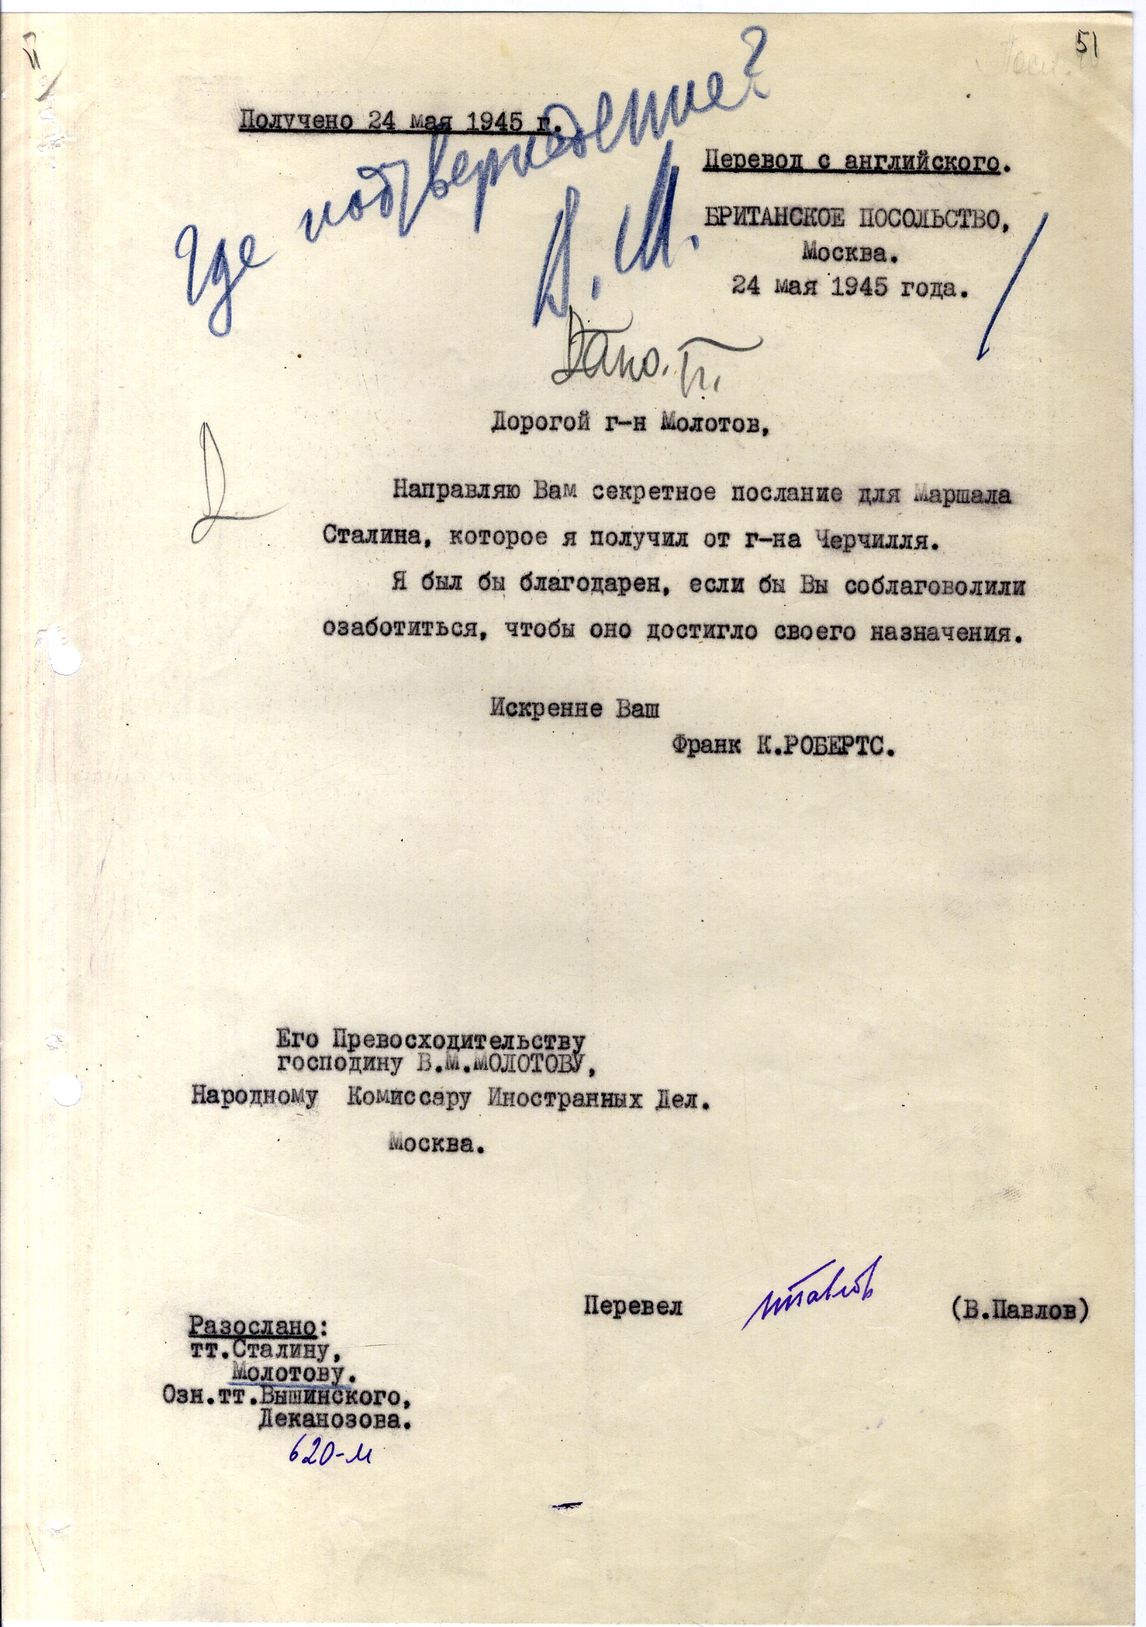 51
Получено 24 мая 1945 г.
Где подтверждение?
В. М.
Перевод с английского.
БРИТАНСКОЕ ПОСОЛЬСТВО,
Москва.
24 мая 1945 года.
Дано. П.
Дорогой г-н Молотов,
Направляю Вам секретное послание для Маршала
Сталина, которое я получил от г-на Черчилля.
Я был бы благодарен, если бы Вы соблаговолили
озаботиться, чтобы оно достигло своего назначения.
Искренне Ваш
Франк К.РОБЕРТС.
Его Превосходительству
господину В.М.МОЛОТОВУ,
Народному Комиссару Иностранных Дел.
Москва.
Перевел Павлов (В.Павлов)
Разослано:
тт.Сталину,
Молотову.
Озн.тт.Вышинского,
Деканозова.
620-м